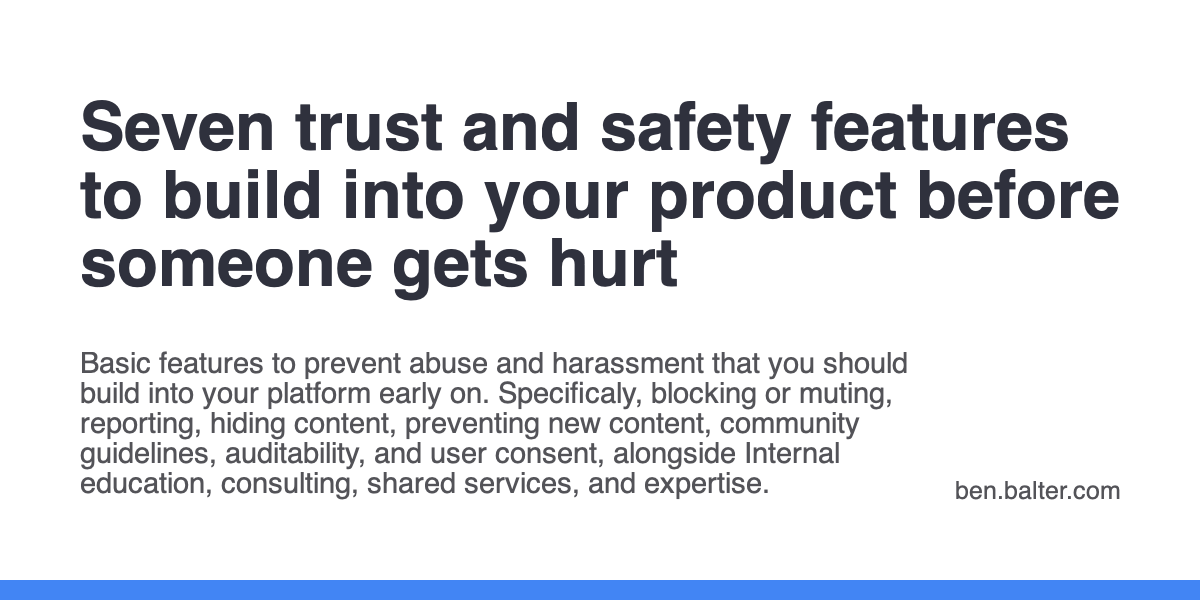 Seven trust and safety features
to build into your product before
someone gets hurt
Basic features to prevent abuse and harassment that you should
build into your platform early on. Specificaly, blocking or muting,
reporting, hiding content, preventing new content, community
guidelines, auditability, and user consent, alongside Internal
education, consulting, shared services, and expertise.
ben.balter.com